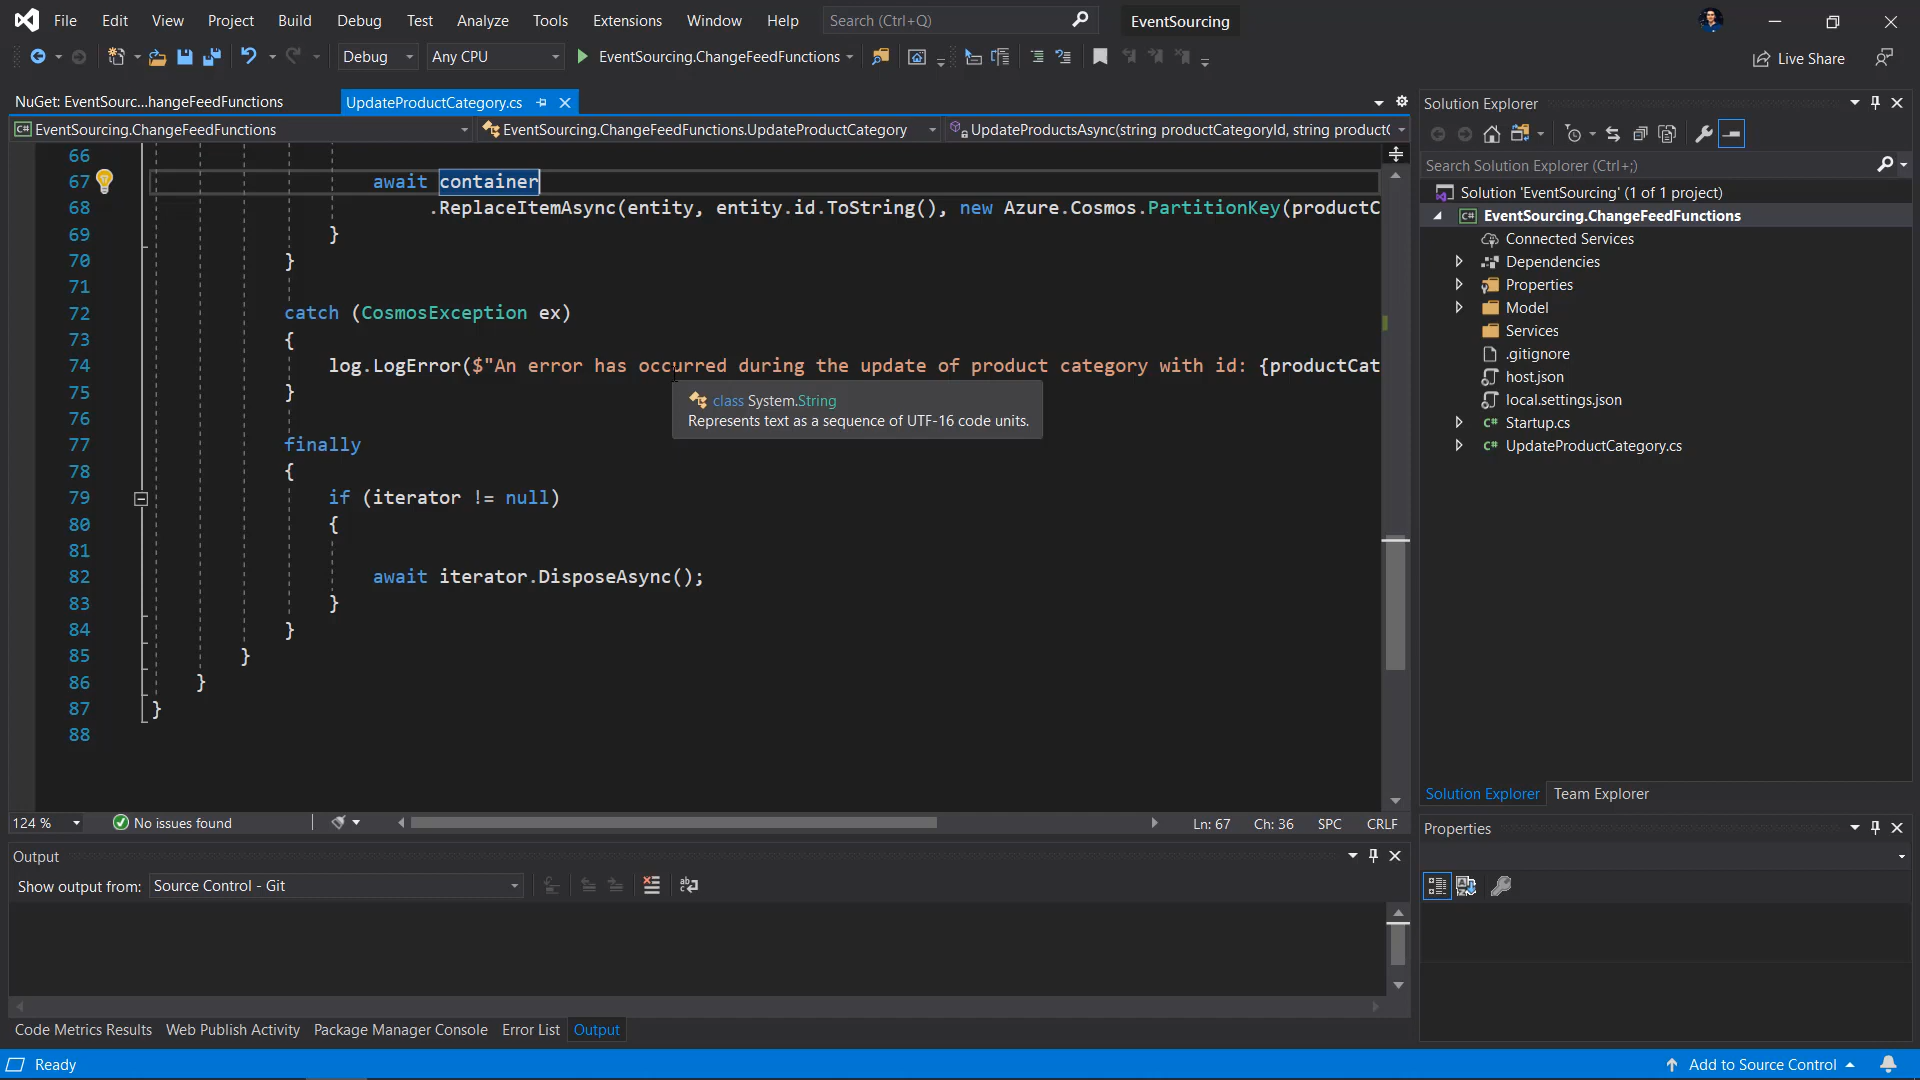 File Edit View Project Build Debug Test Analyze Tools Extensions Window Help Search (Ctrl+Q) EventSourcing
Debug Any CPU EventSourcing.ChangeFeedFunctions Live Share
NuGet: EventSourc...hangeFeedFunctions UpdateProductCategory.cs
EventSourcing.ChangeFeedFunctions EventSourcing.ChangeFeedFunctions.UpdateProductCategory UpdateProductsAsync(string productCategoryId, string product(
66
67 await container
68 .ReplaceItemAsync(entity, entity.id.ToString(), new Azure.Cosmos.PartitionKey(productC
69 }
70 }
71
72 catch (CosmosException ex)
73 {
74 log.LogError($"An error has occurred during the update of product category with id: {productCat
75 }
76
77 finally
78 {
79 if (iterator != null)
80 {
81
82 await iterator.DisposeAsync();
83 }
84 }
85 }
86 }
87 }
88
class System.String
Represents text as a sequence of UTF-16 code units.
124 % No issues found Ln: 67 Ch: 36 SPC CRLF
Output
Show output from: Source Control - Git
Code Metrics Results Web Publish Activity Package Manager Console Error List Output
Solution Explorer
Search Solution Explorer (Ctrl+;)
Solution 'EventSourcing' (1 of 1 project)
C# EventSourcing.ChangeFeedFunctions
Connected Services
Dependencies
Properties
Model
Services
.gitignore
host.json
local.settings.json
C# Startup.cs
C# UpdateProductCategory.cs
Solution Explorer Team Explorer
Properties
Ready Add to Source Control